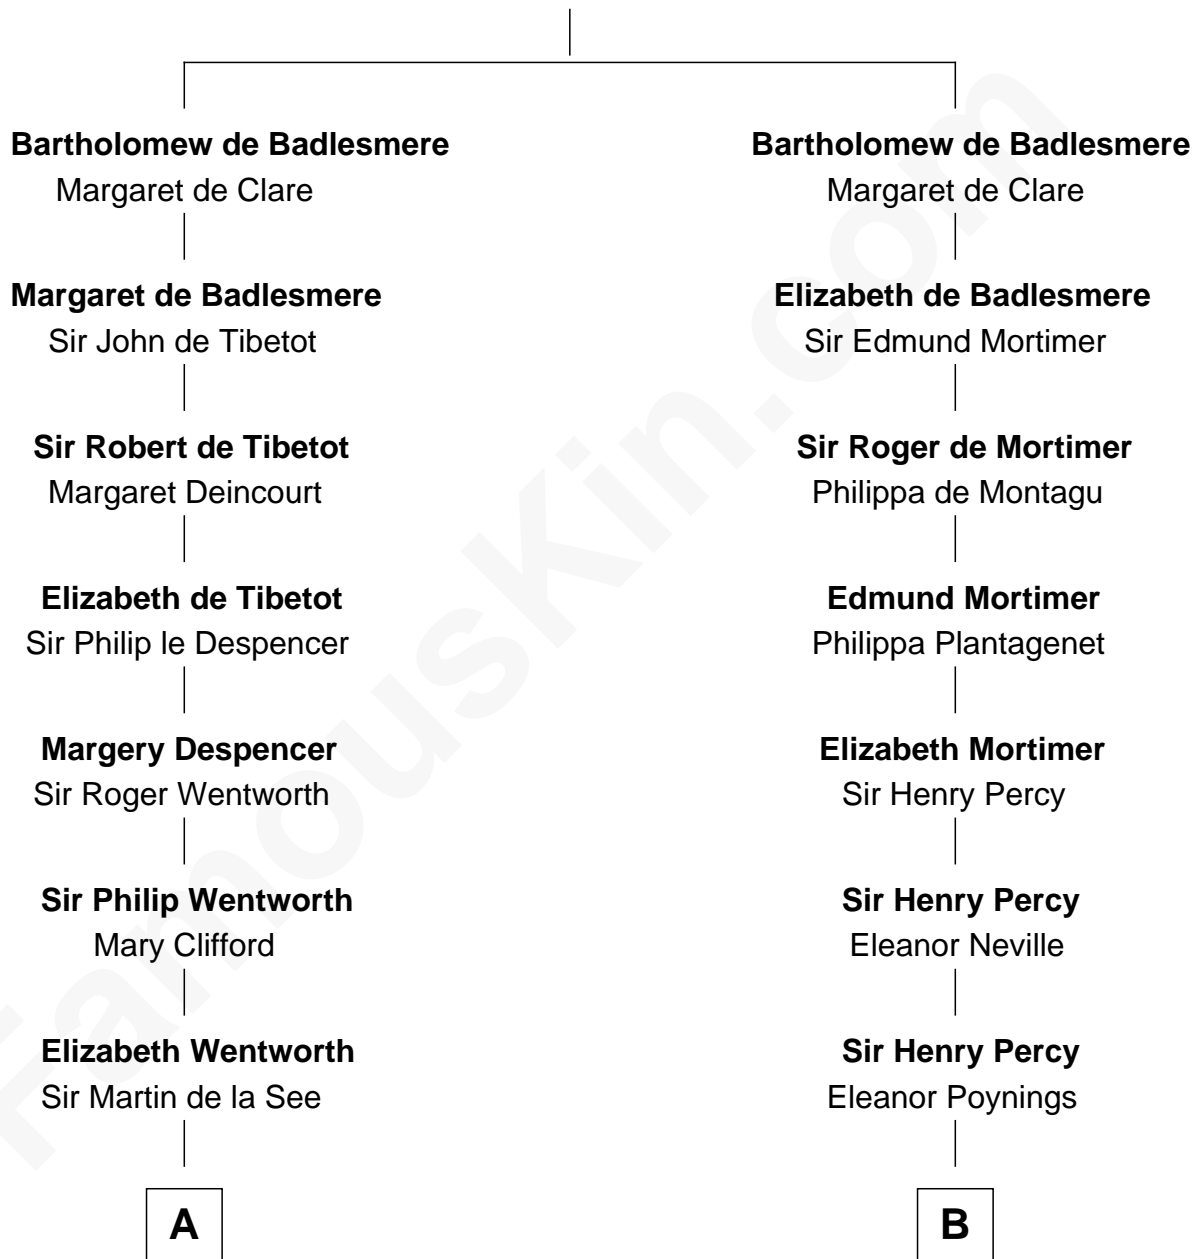 Bartholomew de Badlesmere
Margaret de Clare
Margaret de Badlesmere
Sir John de Tibetot
Sir Robert de Tibetot
Margaret Deincourt
Elizabeth de Tibetot
Sir Philip le Despencer
Margery Despencer
Sir Roger Wentworth
Sir Philip Wentworth
Mary Clifford
Elizabeth Wentworth
Sir Martin de la See
A
Bartholomew de Badlesmere
Margaret de Clare
Elizabeth de Badlesmere
Sir Edmund Mortimer
Sir Roger de Mortimer
Philippa de Montagu
Edmund Mortimer
Philippa Plantagenet
Elizabeth Mortimer
Sir Henry Percy
Sir Henry Percy
Eleanor Neville
Sir Henry Percy
Eleanor Poynings
B
FamousKin.com